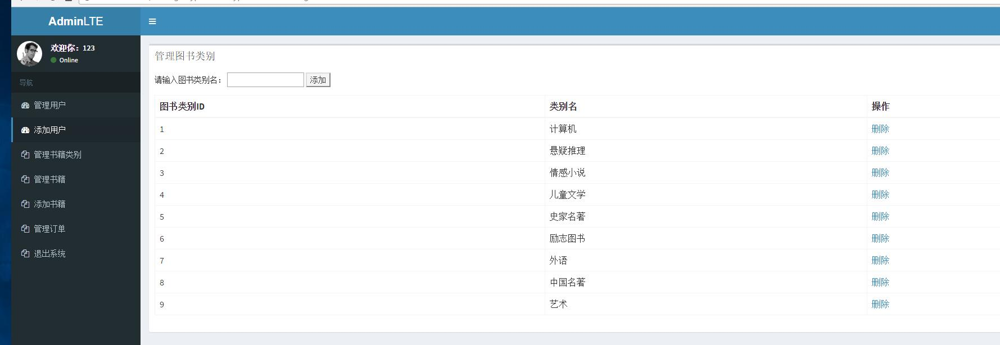 AdminLTE
欢迎你：123
Online
导航
管理用户
添加用户
管理书籍类别
管理书籍
添加书籍
管理订单
退出系统
管理图书类别
请输入图书类别名： 添加
图书类别ID 类别名 操作
1 计算机 删除
2 悬疑推理 删除
3 情感小说 删除
4 儿童文学 删除
5 史家名著 删除
6 励志图书 删除
7 外语 删除
8 中国名著 删除
9 艺术 删除